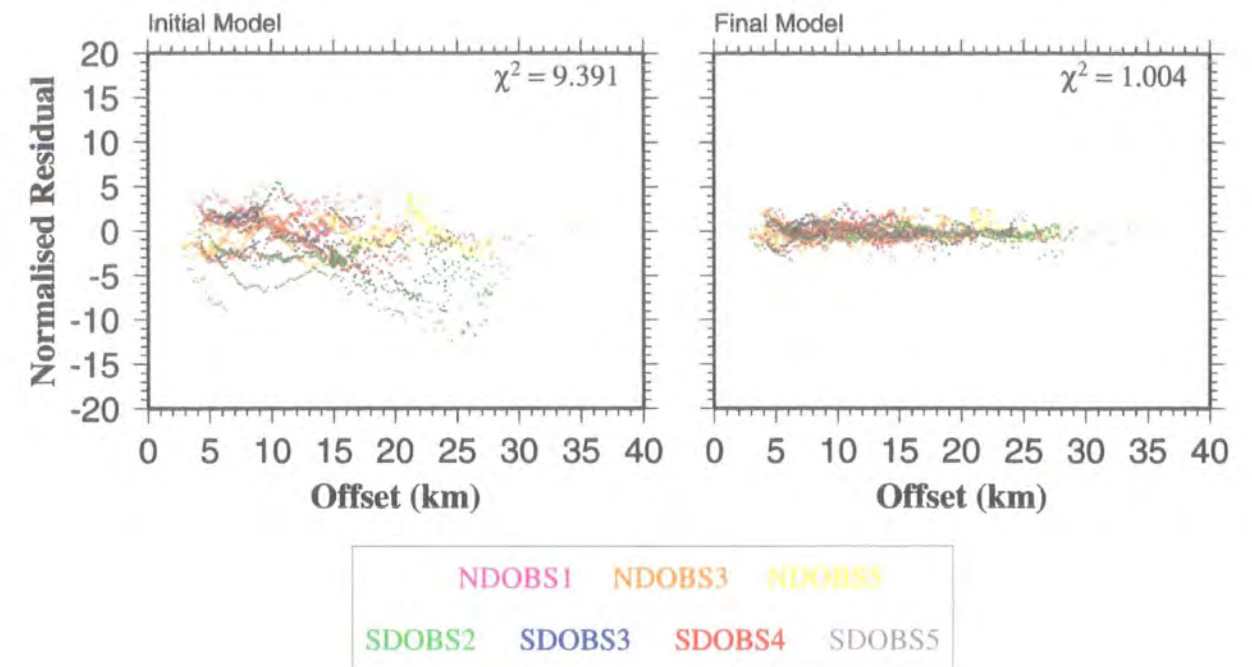 Initial Model
Final Model
χ² = 9.391
χ² = 1.004
Normalised Residual
20
15
10
5
0
-5
-10
-15
-20
0 5 10 15 20 25 30 35 40
0 5 10 15 20 25 30 35 40
Offset (km)
Offset (km)
NDOBS1 NDOBS3 NDOBS5
SDOBS2 SDOBS3 SDOBS4 SDOBS5